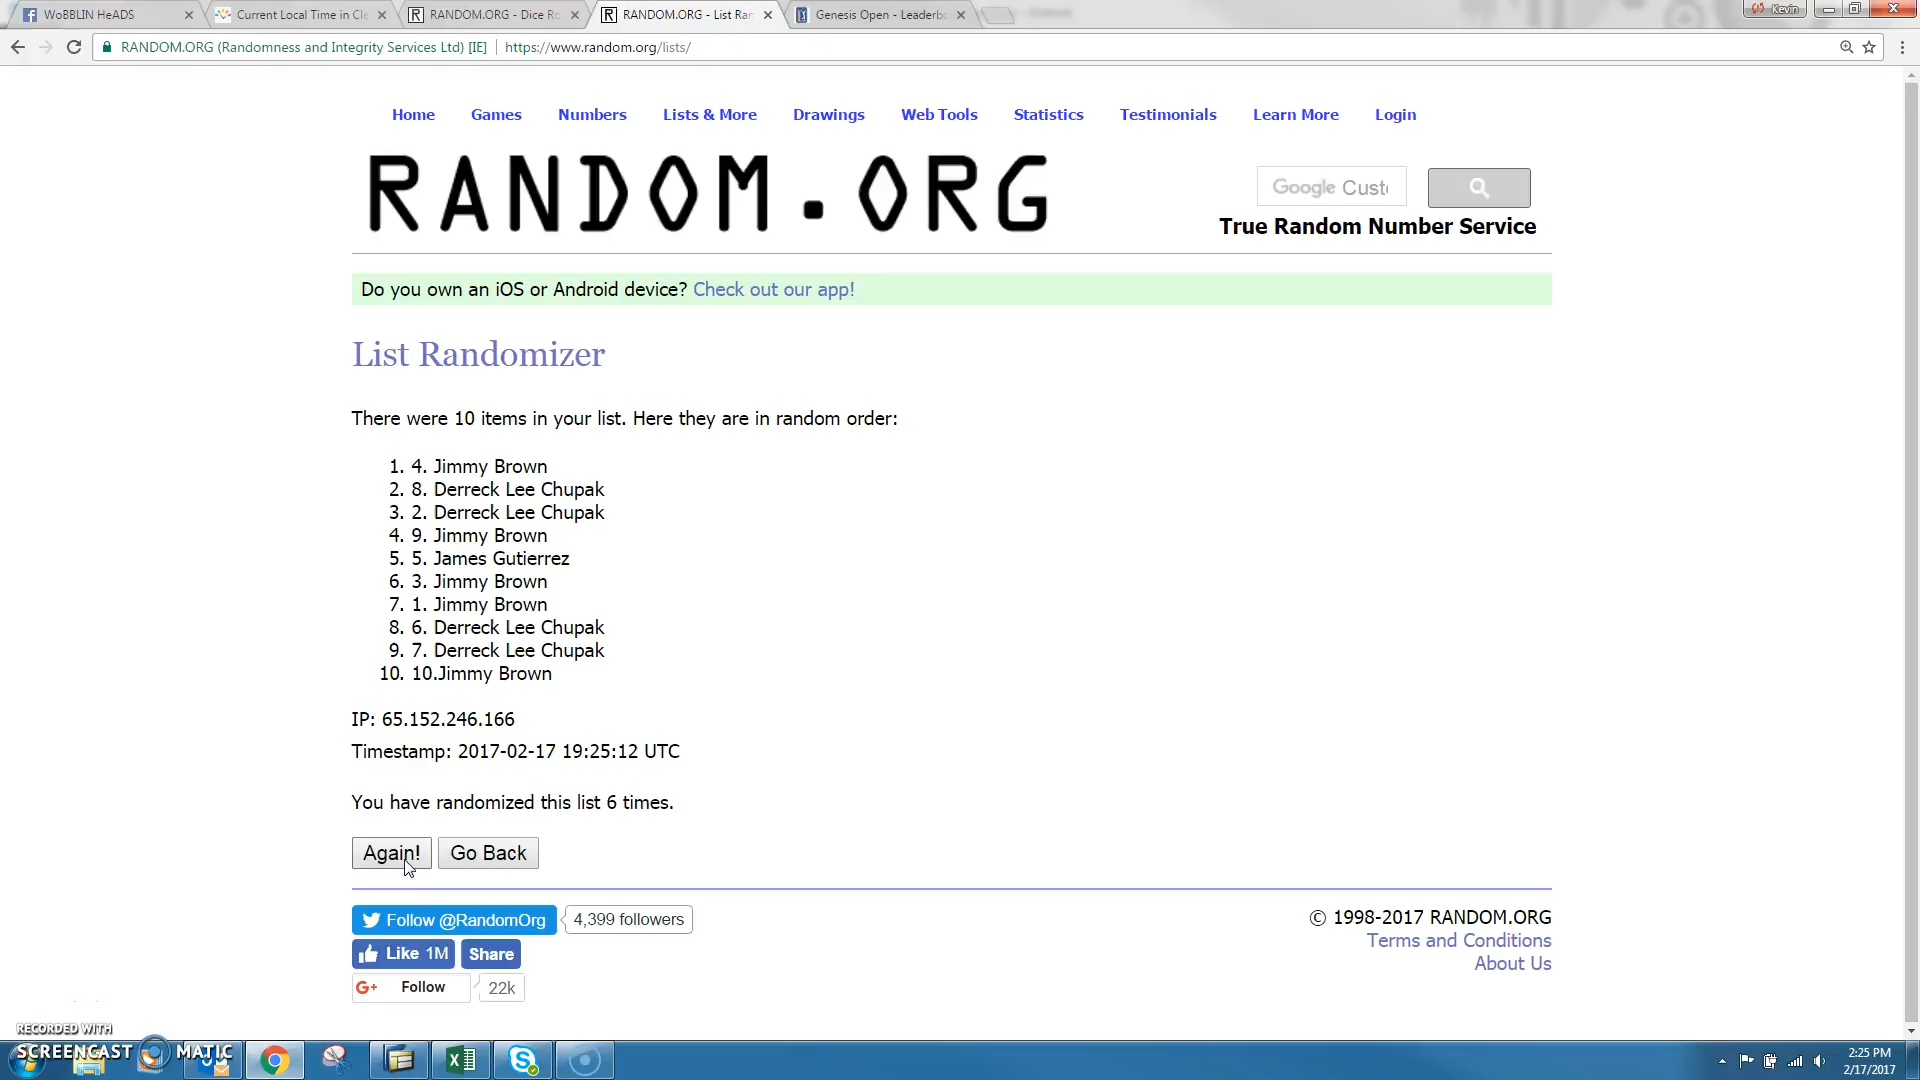 WoBBLIN HeADS
Current Local Time in Cle
RANDOM.ORG - Dice Ro
RANDOM.ORG - List Ran
Genesis Open - Leaderbo
Kevin
RANDOM.ORG (Randomness and Integrity Services Ltd) [IE] https://www.random.org/lists/
Home Games Numbers Lists & More Drawings Web Tools Statistics Testimonials Learn More Login
RANDOM.ORG
Google Cust
True Random Number Service
Do you own an iOS or Android device? Check out our app!
List Randomizer
There were 10 items in your list. Here they are in random order:
1. 4. Jimmy Brown
2. 8. Derreck Lee Chupak
3. 2. Derreck Lee Chupak
4. 9. Jimmy Brown
5. 5. James Gutierrez
6. 3. Jimmy Brown
7. 1. Jimmy Brown
8. 6. Derreck Lee Chupak
9. 7. Derreck Lee Chupak
10. 10.Jimmy Brown
IP: 65.152.246.166
Timestamp: 2017-02-17 19:25:12 UTC
You have randomized this list 6 times.
Again! Go Back
Follow @RandomOrg 4,399 followers
Like 1M Share
G+ Follow 22k
© 1998-2017 RANDOM.ORG
Terms and Conditions
About Us
RECORDED WITH
SCREENCAST MATIC
2:25 PM
2/17/2017